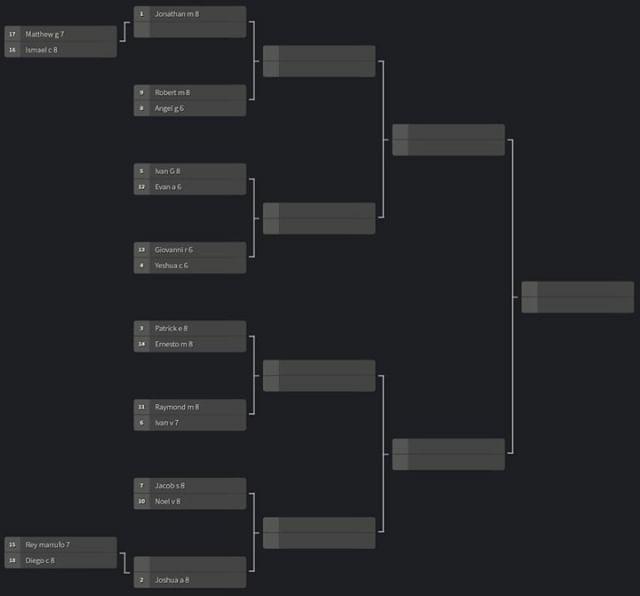 1 Jonathan m 8
17 Matthew g 7
16 Ismael c 8
9 Robert m 8
8 Angel g 6
5 Ivan G 8
12 Evan a 6
13 Giovanni r 6
4 Yeshua c 6
3 Patrick e 8
14 Ernesto m 8
11 Raymond m 8
6 Ivan v 7
7 Jacob s 8
10 Noel v 8
15 Rey marrufo 7
18 Diego c 8
2 Joshua a 8